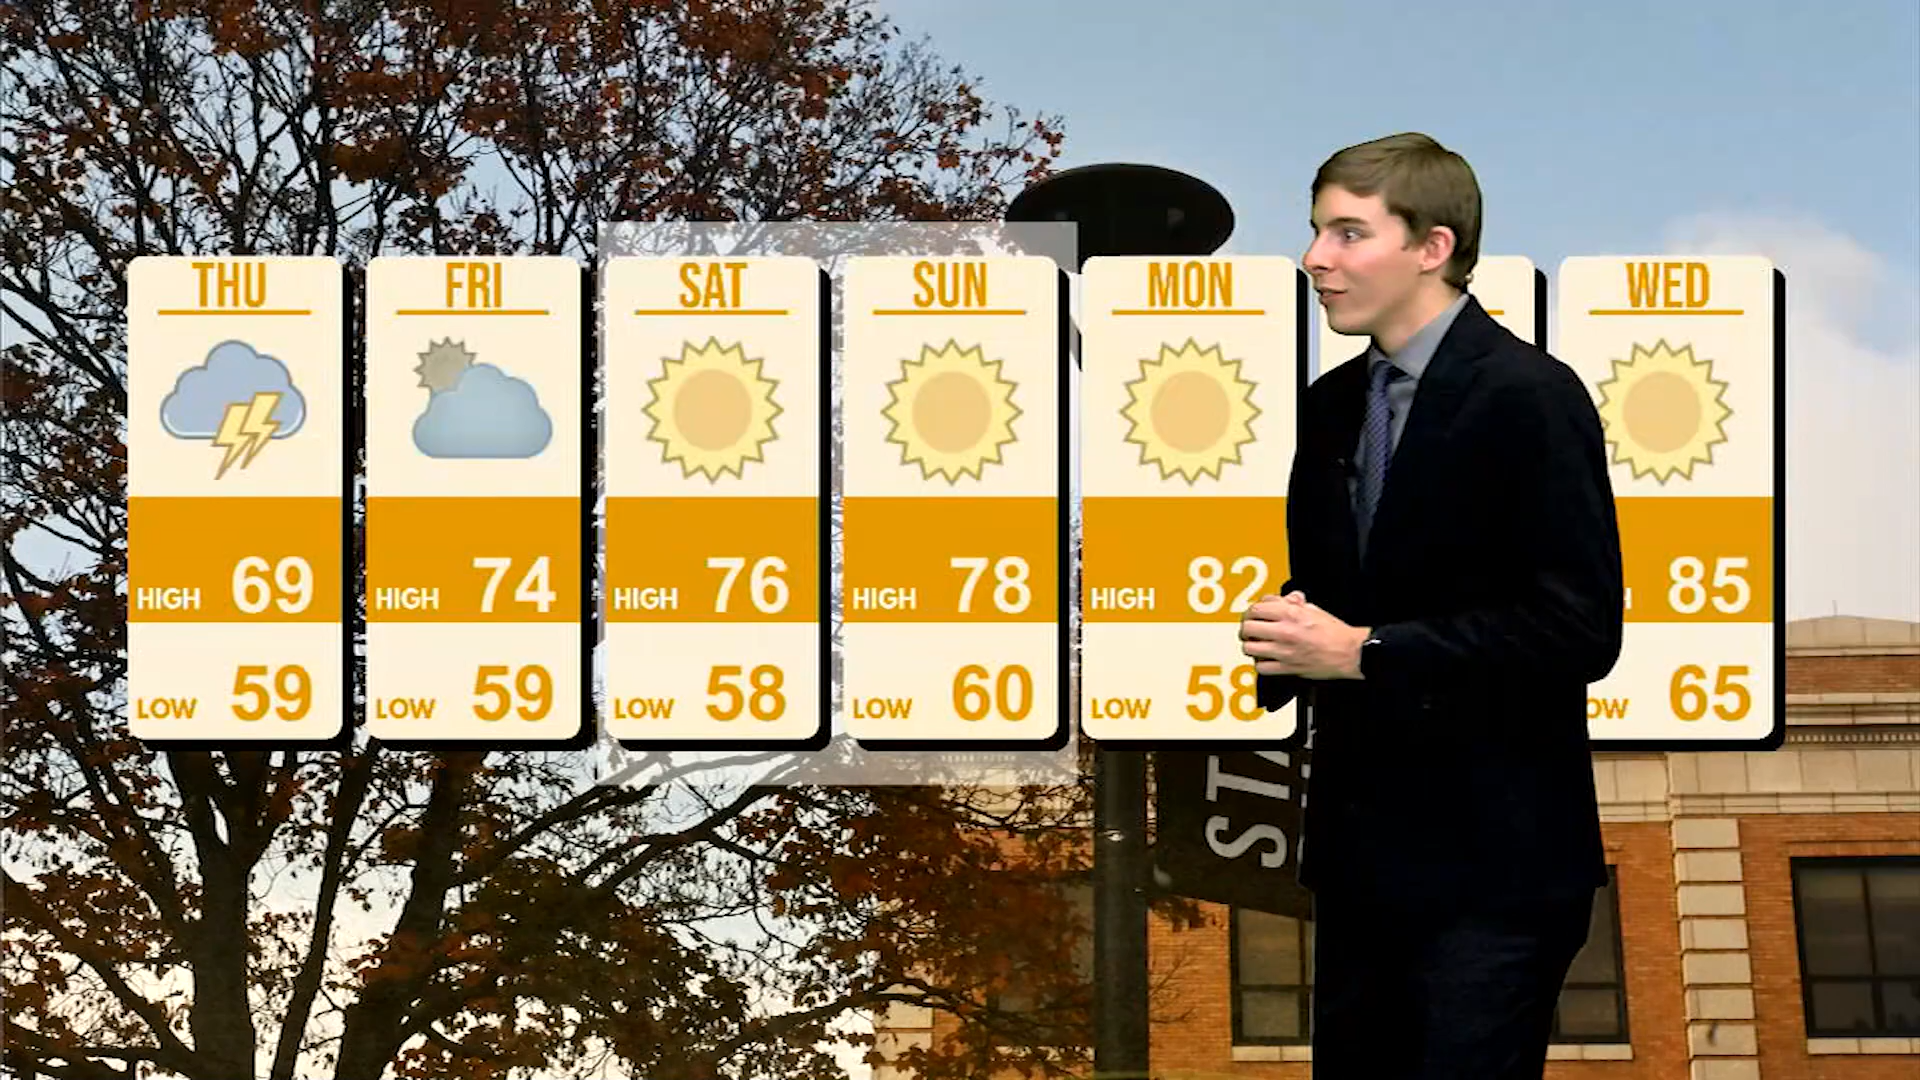 THU
HIGH 69
LOW 59
FRI
HIGH 74
LOW 59
SAT
HIGH 76
LOW 58
SUN
HIGH 78
LOW 60
MON
HIGH 82
LOW 58
WED
85
65